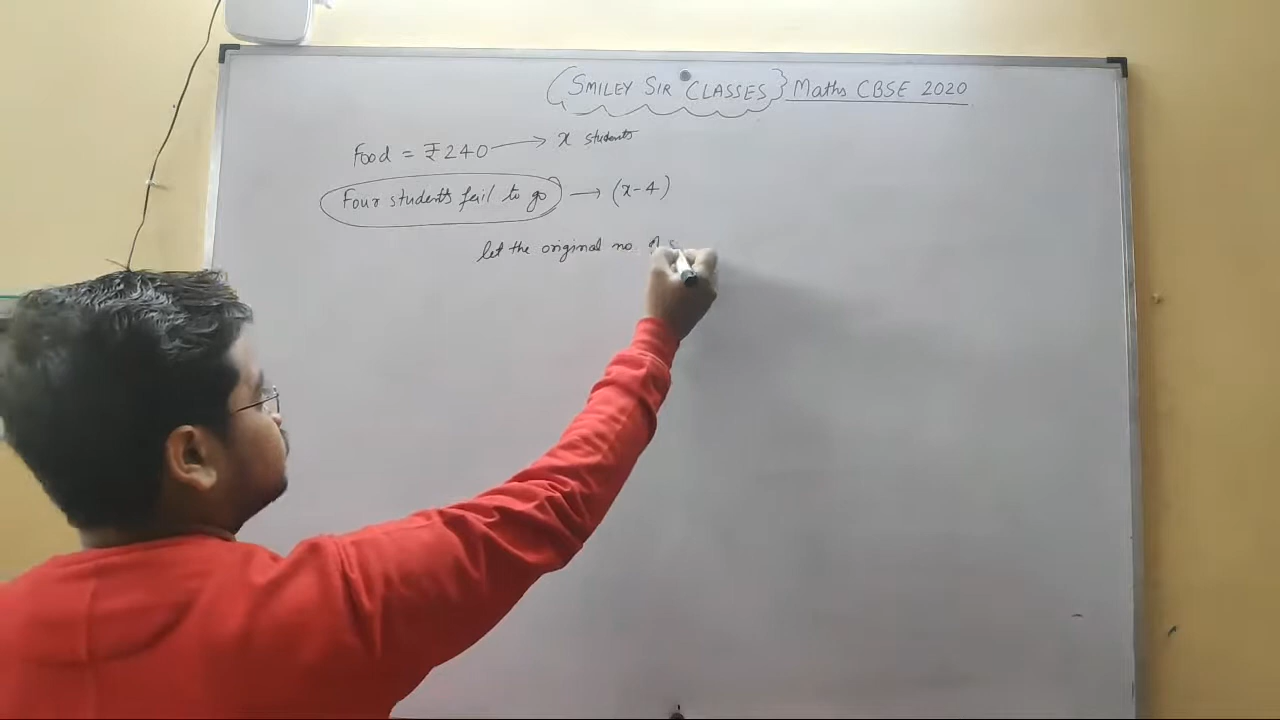 SMILEY SIR CLASSES Maths CBSE 2020
Food = ₹240 → x students
Four students fail to go → (x-4)
let the original no. of